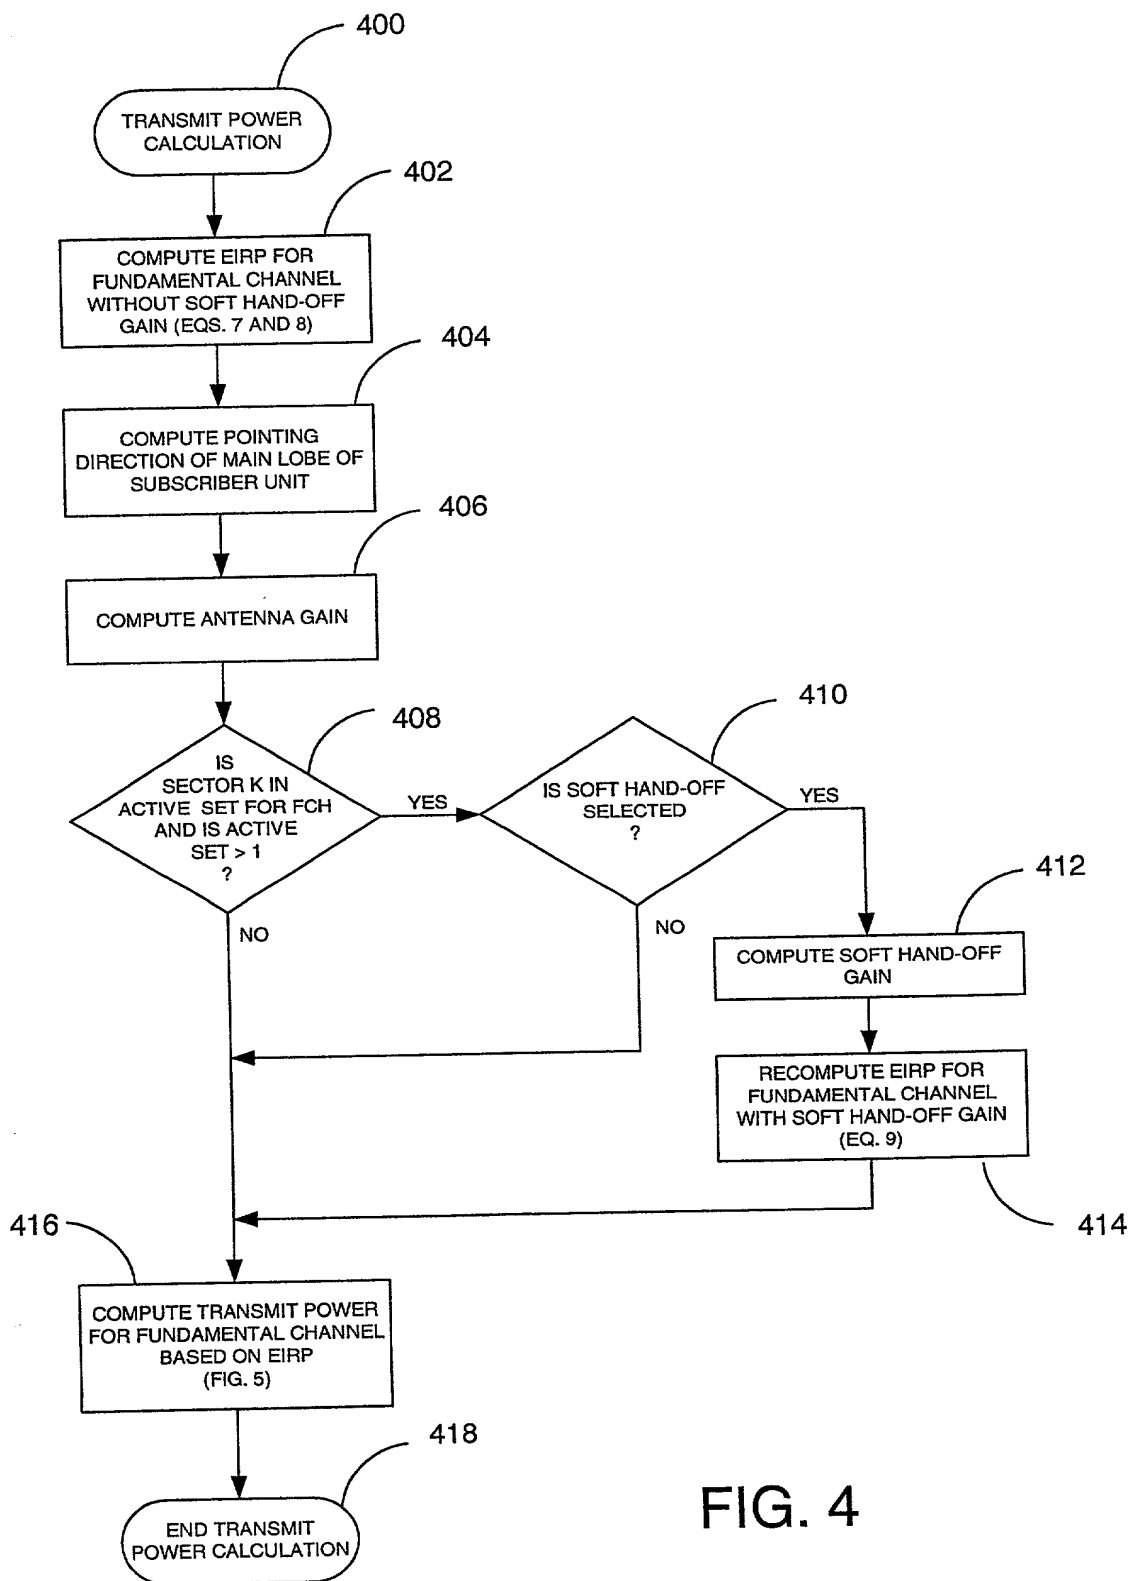 400
TRANSMIT POWER
CALCULATION
402
COMPUTE EIRP FOR
FUNDAMENTAL CHANNEL
WITHOUT SOFT HAND-OFF
GAIN (EQS. 7 AND 8)
404
COMPUTE POINTING
DIRECTION OF MAIN LOBE OF
SUBSCRIBER UNIT
406
COMPUTE ANTENNA GAIN
408
IS
SECTOR K IN
ACTIVE SET FOR FCH
AND IS ACTIVE
SET > 1
?
YES
NO
410
IS SOFT HAND-OFF
SELECTED
?
YES
NO
412
COMPUTE SOFT HAND-OFF
GAIN
RECOMPUTE EIRP FOR
FUNDAMENTAL CHANNEL
WITH SOFT HAND-OFF GAIN
(EQ. 9)
414
416
COMPUTE TRANSMIT POWER
FOR FUNDAMENTAL CHANNEL
BASED ON EIRP
(FIG. 5)
418
END TRANSMIT
POWER CALCULATION
FIG. 4